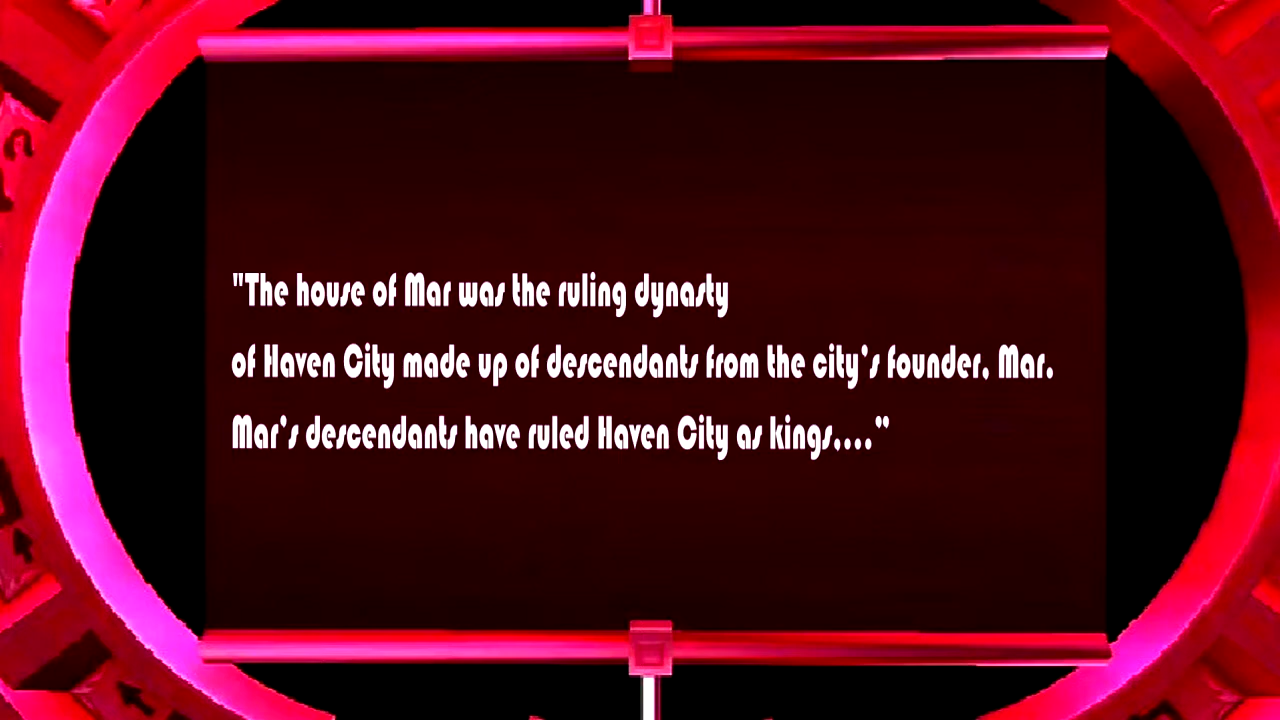 "The house of Mar was the ruling dynasty
of Haven City made up of descendants from the city's founder, Mar.
Mar's descendants have ruled Haven City as kings,..."